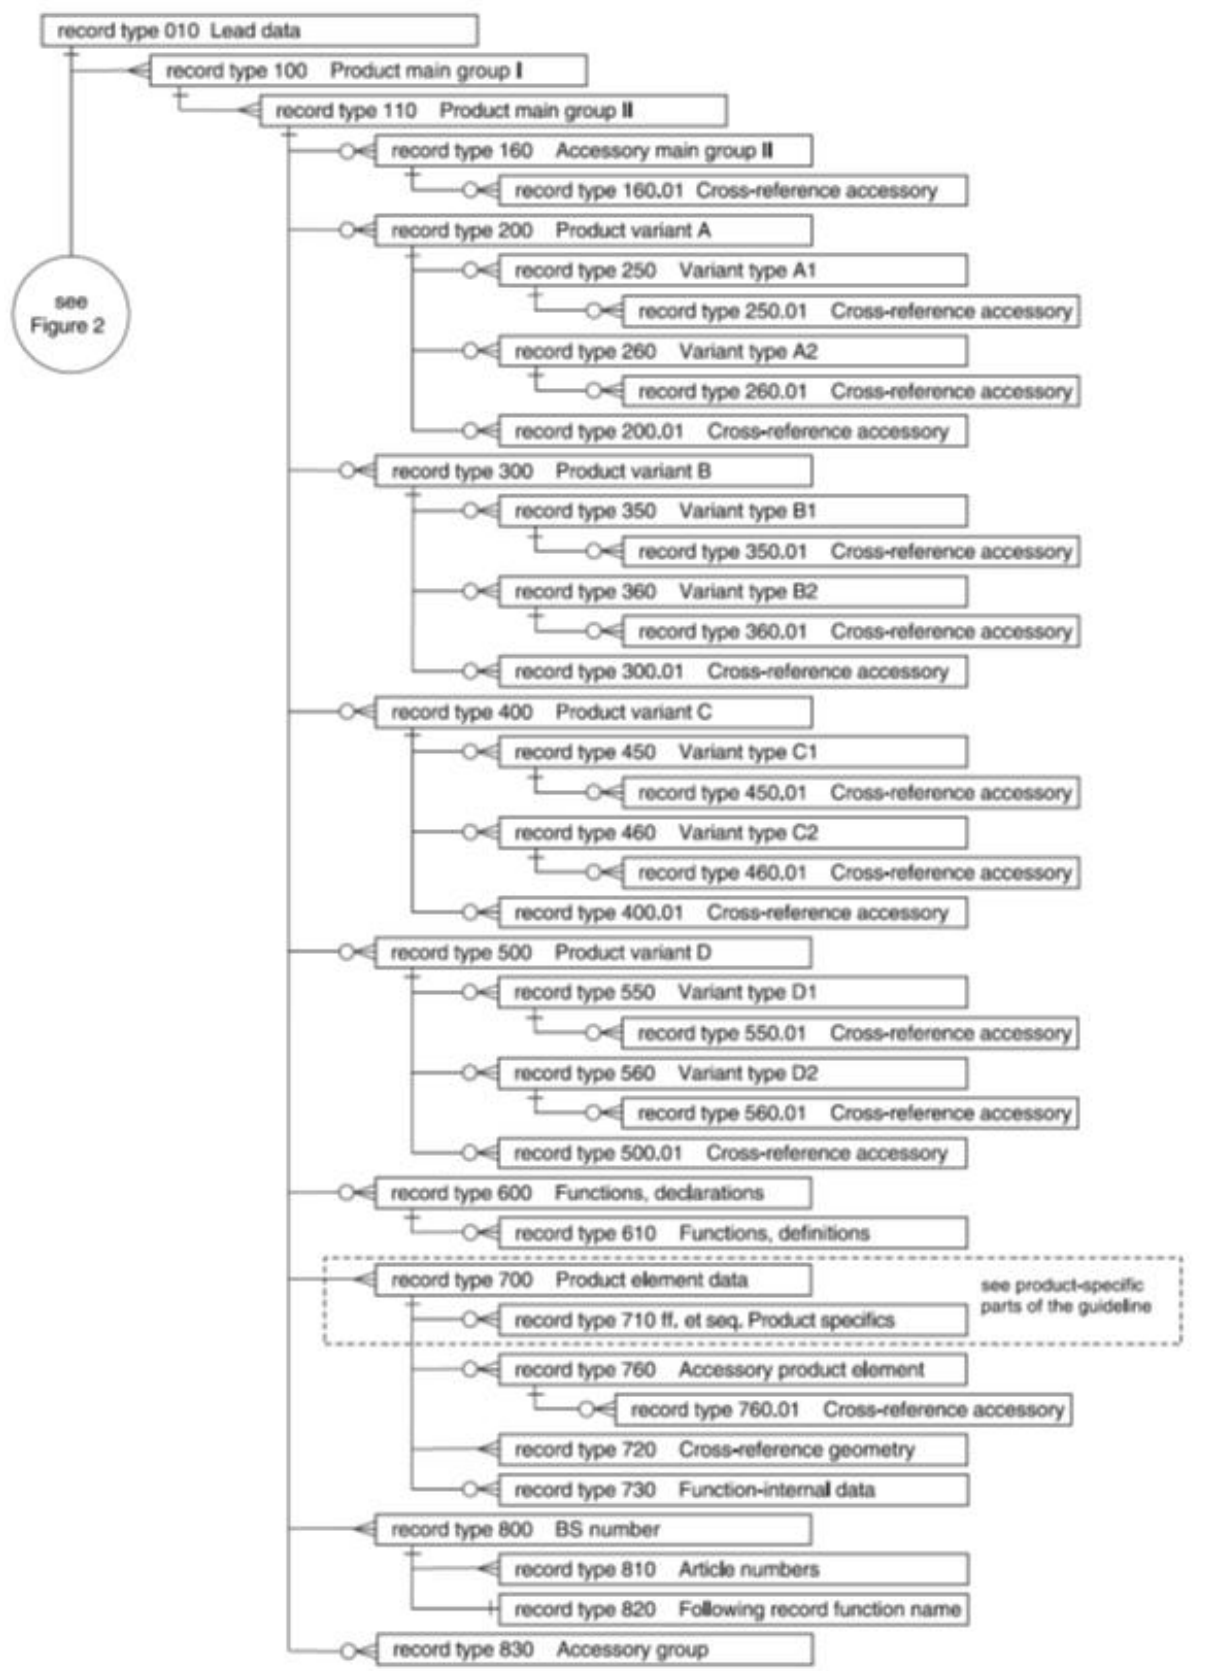 record type 010 Lead data
record type 100 Product main group I
record type 110 Product main group II
record type 160 Accessory main group II
record type 160.01 Cross-reference accessory
record type 200 Product variant A
record type 250 Variant type A1
see
Figure 2
record type 250.01 Cross-reference accessory
record type 260 Variant type A2
record type 260.01 Cross-reference accessory
record type 200.01 Cross-reference accessory
record type 300 Product variant B
record type 350 Variant type B1
record type 350.01 Cross-reference accessory
record type 360 Variant type B2
record type 360.01 Cross-reference accessory
record type 300.01 Cross-reference accessory
record type 400 Product variant C
record type 450 Variant type C1
record type 450.01 Cross-reference accessory
record type 460 Variant type C2
record type 460.01 Cross-reference accessory
record type 400.01 Cross-reference accessory
record type 500 Product variant D
record type 550 Variant type D1
record type 550.01 Cross-reference accessory
record type 560 Variant type D2
record type 560.01 Cross-reference accessory
record type 500.01 Cross-reference accessory
record type 600 Functions, declarations
record type 610 Functions, definitions
record type 700 Product element data
see product-specific
parts of the guideline
record type 710 ff. et seq. Product specifics
record type 760 Accessory product element
record type 760.01 Cross-reference accessory
record type 720 Cross-reference geometry
record type 730 Function-internal data
record type 800 BS number
record type 810 Article numbers
record type 820 Following record function name
record type 830 Accessory group